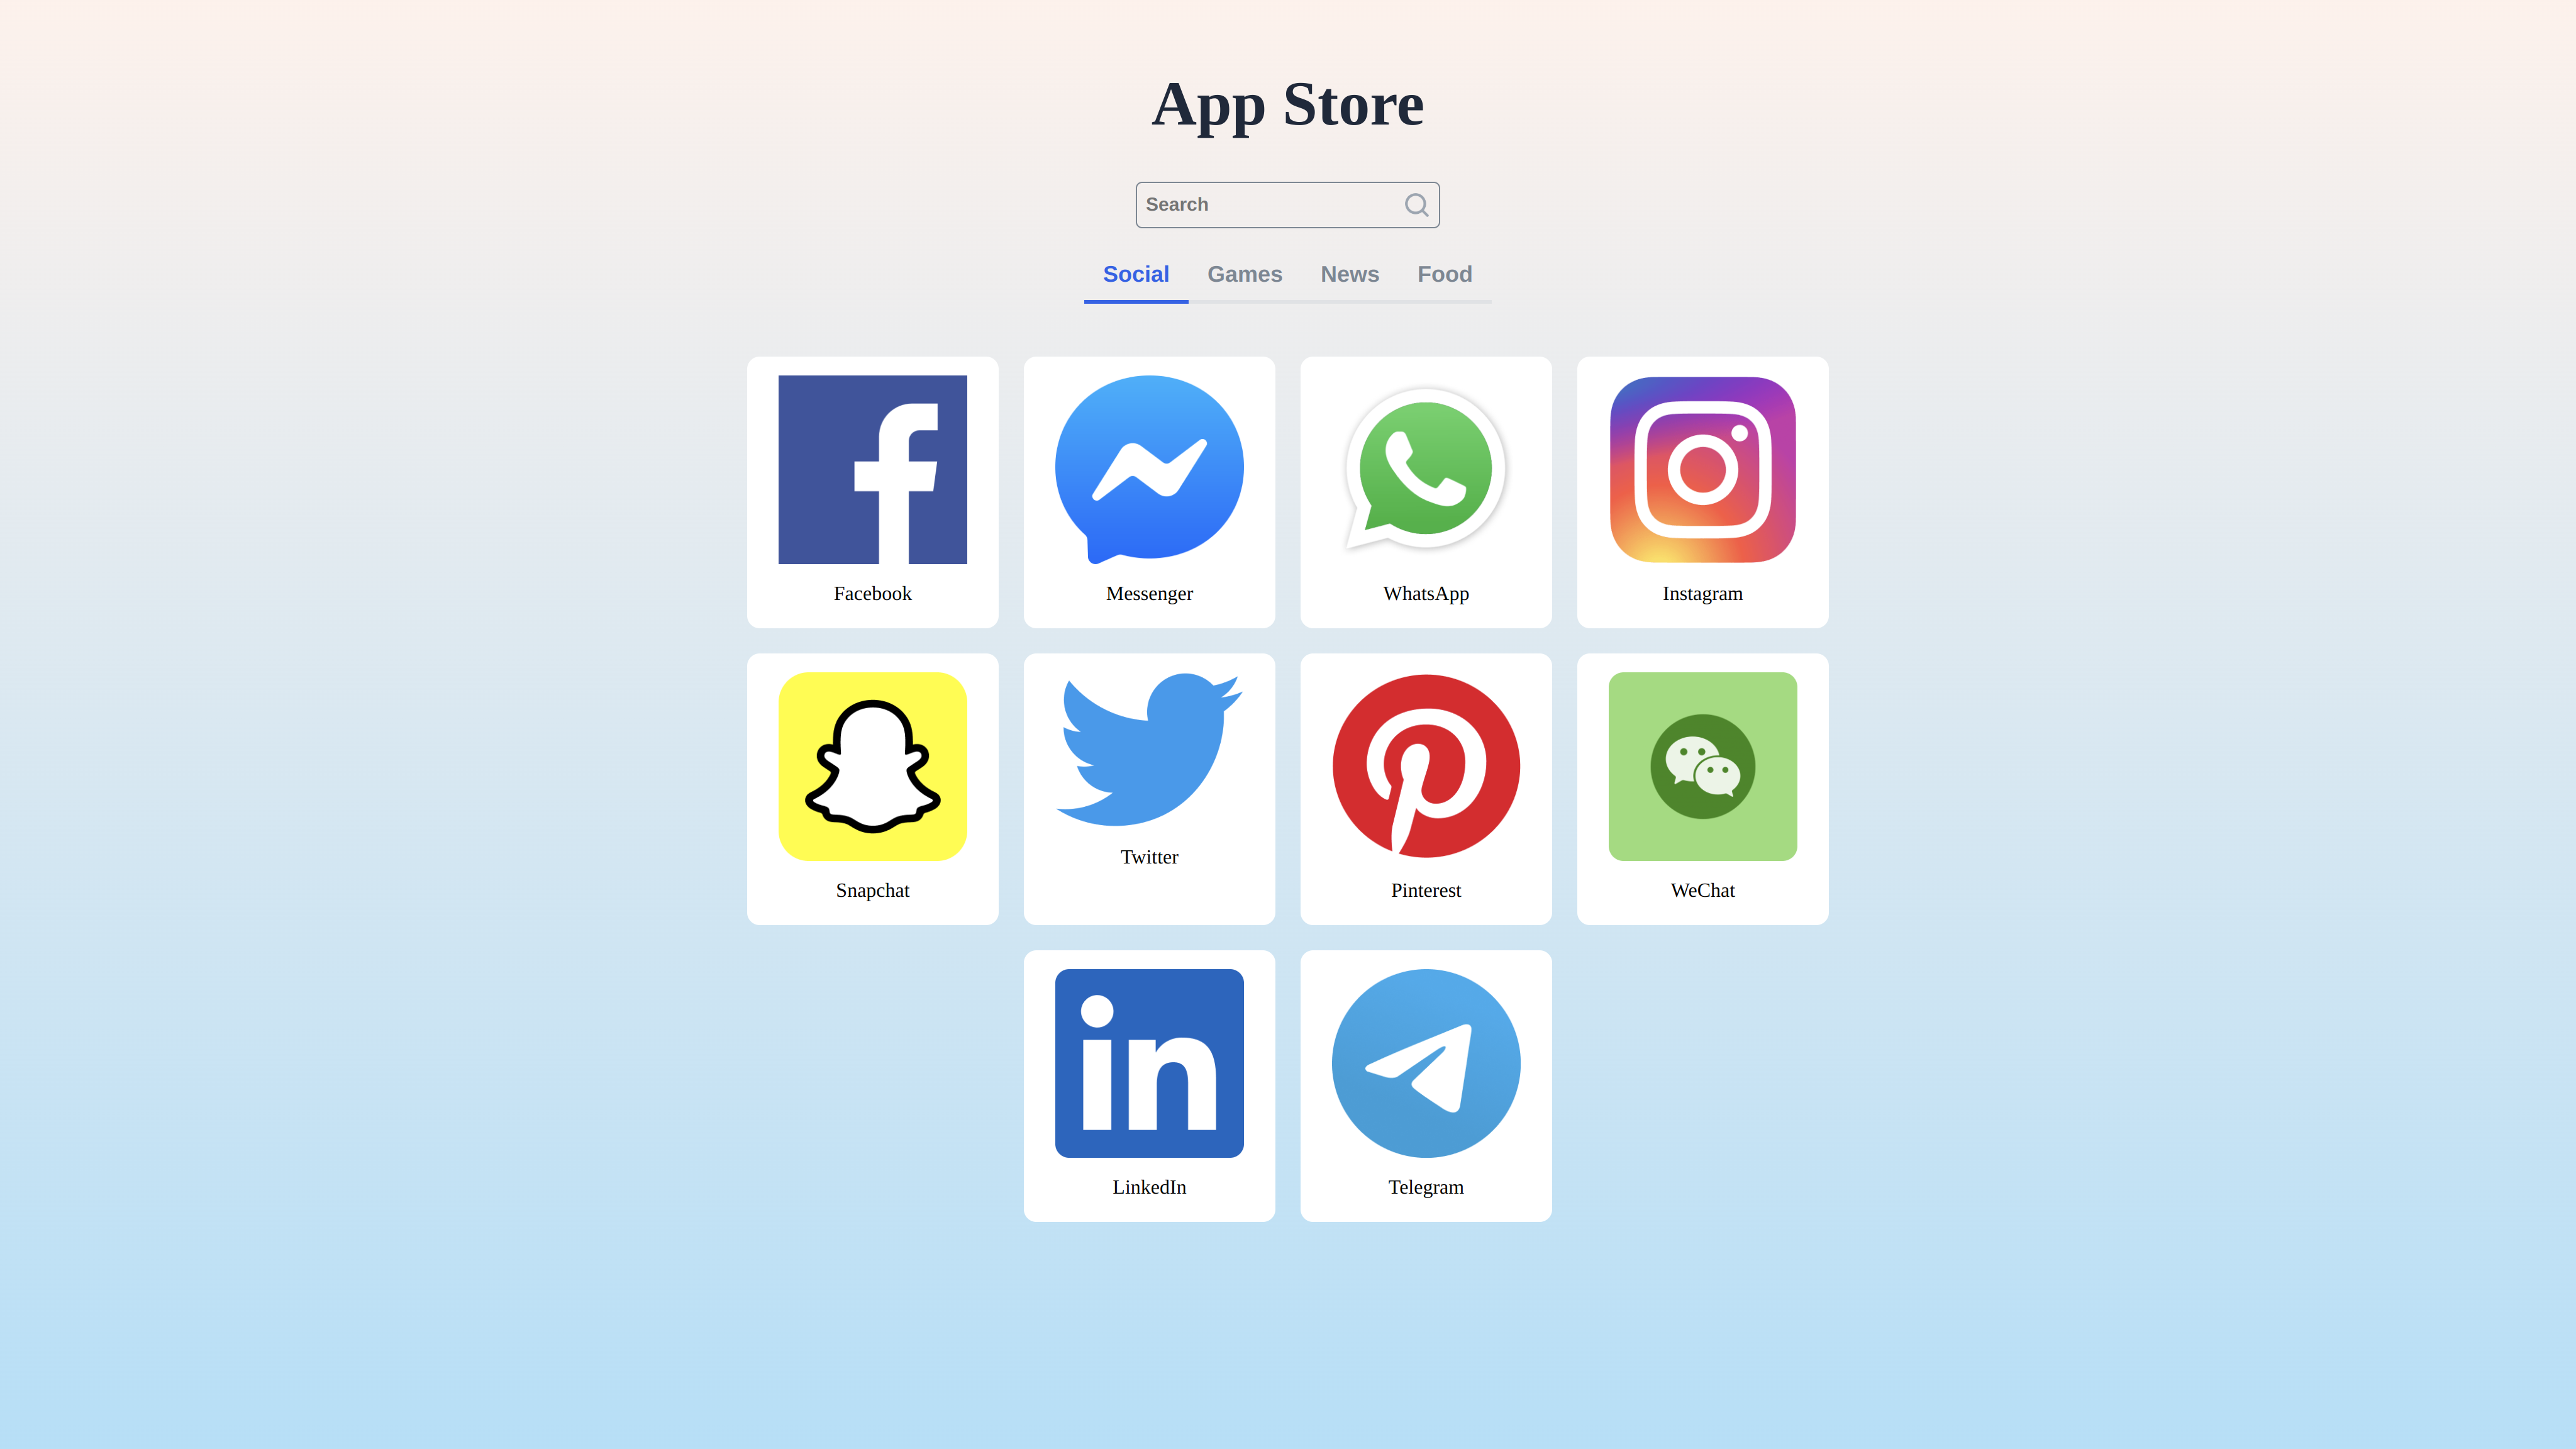 App Store
Search
Social Games News Food
Facebook Messenger WhatsApp Instagram
Snapchat Twitter Pinterest WeChat
in
LinkedIn Telegram